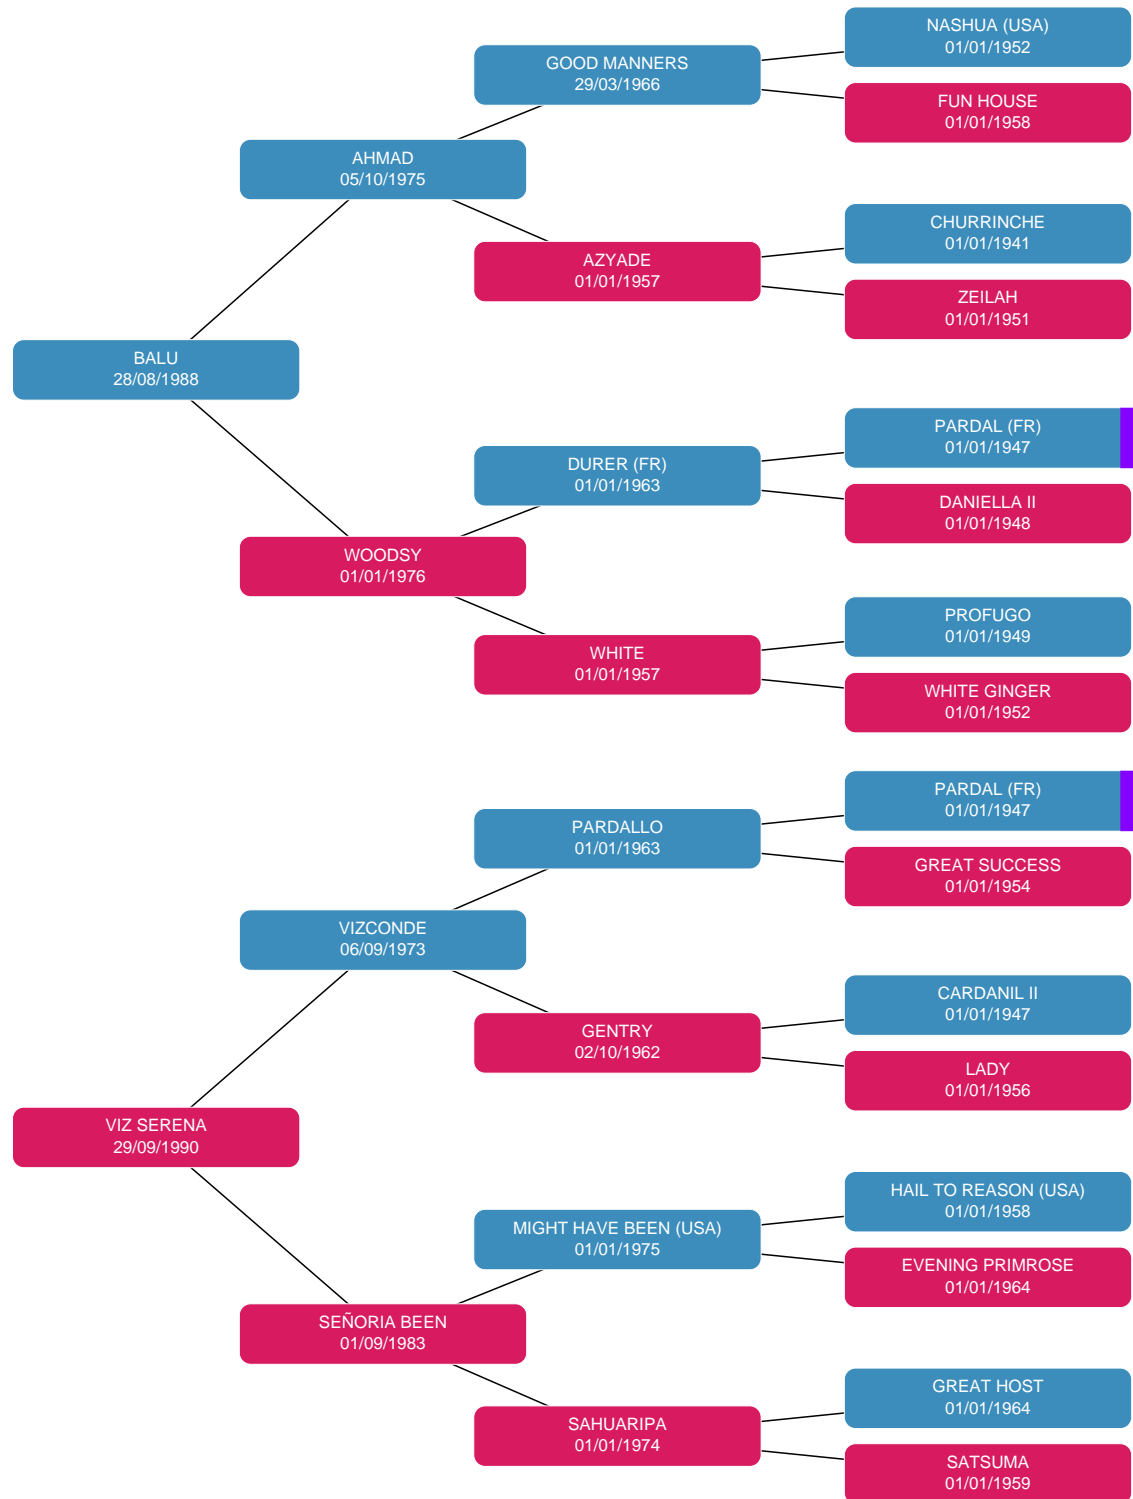 NASHUA (USA)
01/01/1952
GOOD MANNERS
29/03/1966
FUN HOUSE
01/01/1958
AHMAD
05/10/1975
CHURRINCHE
01/01/1941
AZYADE
01/01/1957
ZEILAH
01/01/1951
BALU
28/08/1988
PARDAL (FR)
01/01/1947
DURER (FR)
01/01/1963
DANIELLA II
01/01/1948
WOODSY
01/01/1976
PROFUGO
01/01/1949
WHITE
01/01/1957
WHITE GINGER
01/01/1952
PARDAL (FR)
01/01/1947
PARDALLO
01/01/1963
GREAT SUCCESS
01/01/1954
VIZCONDE
06/09/1973
CARDANIL II
01/01/1947
GENTRY
02/10/1962
LADY
01/01/1956
VIZ SERENA
29/09/1990
HAIL TO REASON (USA)
01/01/1958
MIGHT HAVE BEEN (USA)
01/01/1975
EVENING PRIMROSE
01/01/1964
SEÑORIA BEEN
01/09/1983
GREAT HOST
01/01/1964
SAHUARIPA
01/01/1974
SATSUMA
01/01/1959